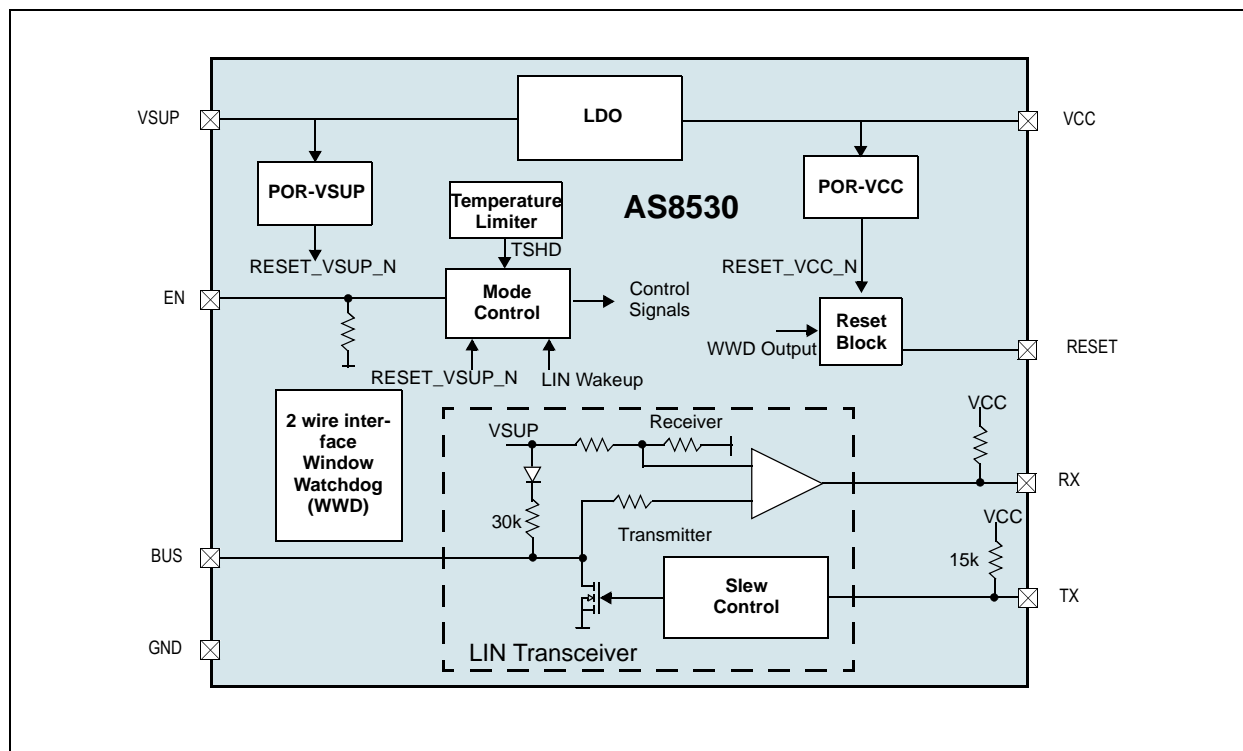 VSUP
LDO
VCC
POR-VSUP
POR-VCC
Temperature
Limiter
AS8530
TSHD
RESET_VSUP_N
RESET_VCC_N
EN
Mode
Control
Control
Signals
Reset
Block
WWD Output
RESET
RESET_VSUP_N
LIN Wakeup
2 wire inter-
face
Window
Watchdog
(WWD)
VSUP
Receiver
VCC
RX
30k
Transmitter
VCC
BUS
15k
Slew
Control
TX
GND
LIN Transceiver